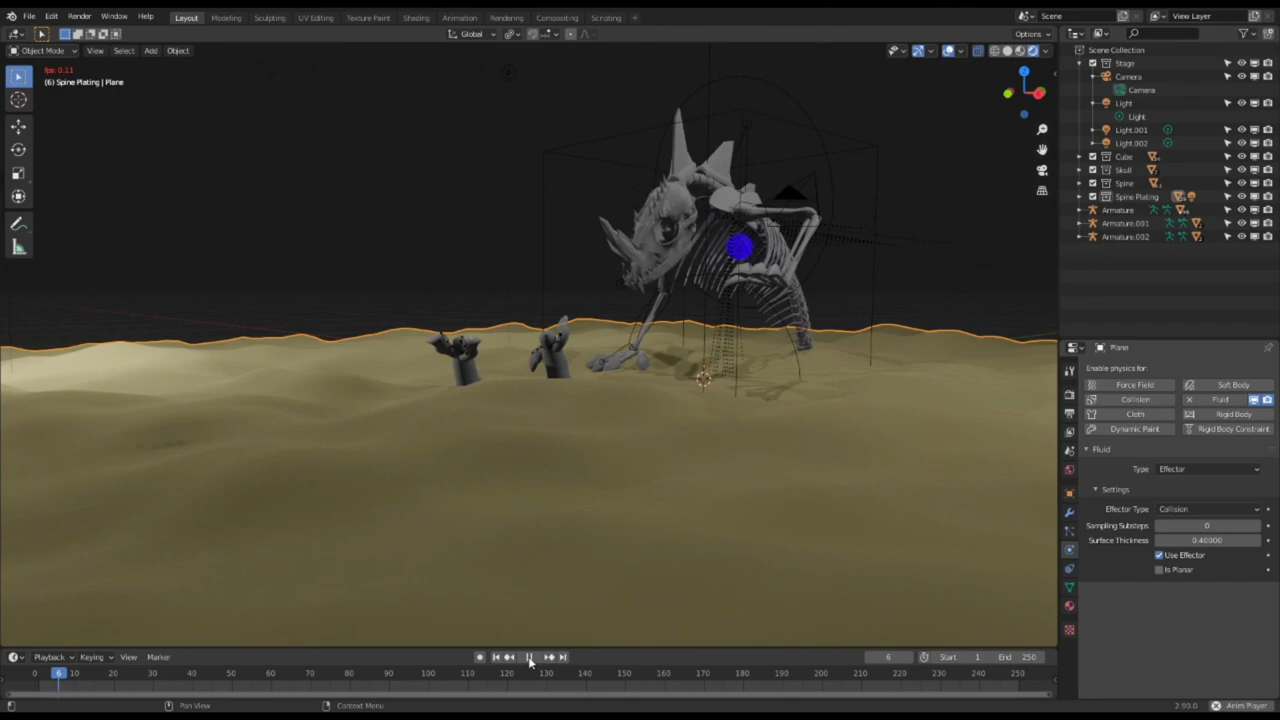 File Edit Render Window Help Layout Modeling Sculpting UV Editing Texture Paint Shading Animation Rendering Compositing Scripting + Scene View Layer
Global Options
Object Mode View Select Add Object
Scene Collection
fps: 0.11
(6) Spine Plating | Plane
Stage
Camera
Camera
Light
Light
Light.001
Light.002
Cube
Skull
Spine
Spine Plating
Armature
Armature.001
Armature.002
Plane
Enable physics for:
Force Field Soft Body
Collision Fluid
Cloth Rigid Body
Dynamic Paint Rigid Body Constraint
Fluid
Type Effector
Settings
Effector Type Collision
Sampling Substeps 0
Surface Thickness 0.40000
Use Effector
Is Planar
Playback Keying View Marker 6 Start 1 End 250
0 6 10 20 30 40 50 60 70 80 90 100 110 120 130 140 150 160 170 180 190 200 210 220 230 240 250
Pan View Context Menu 2.90.0 Anim Player